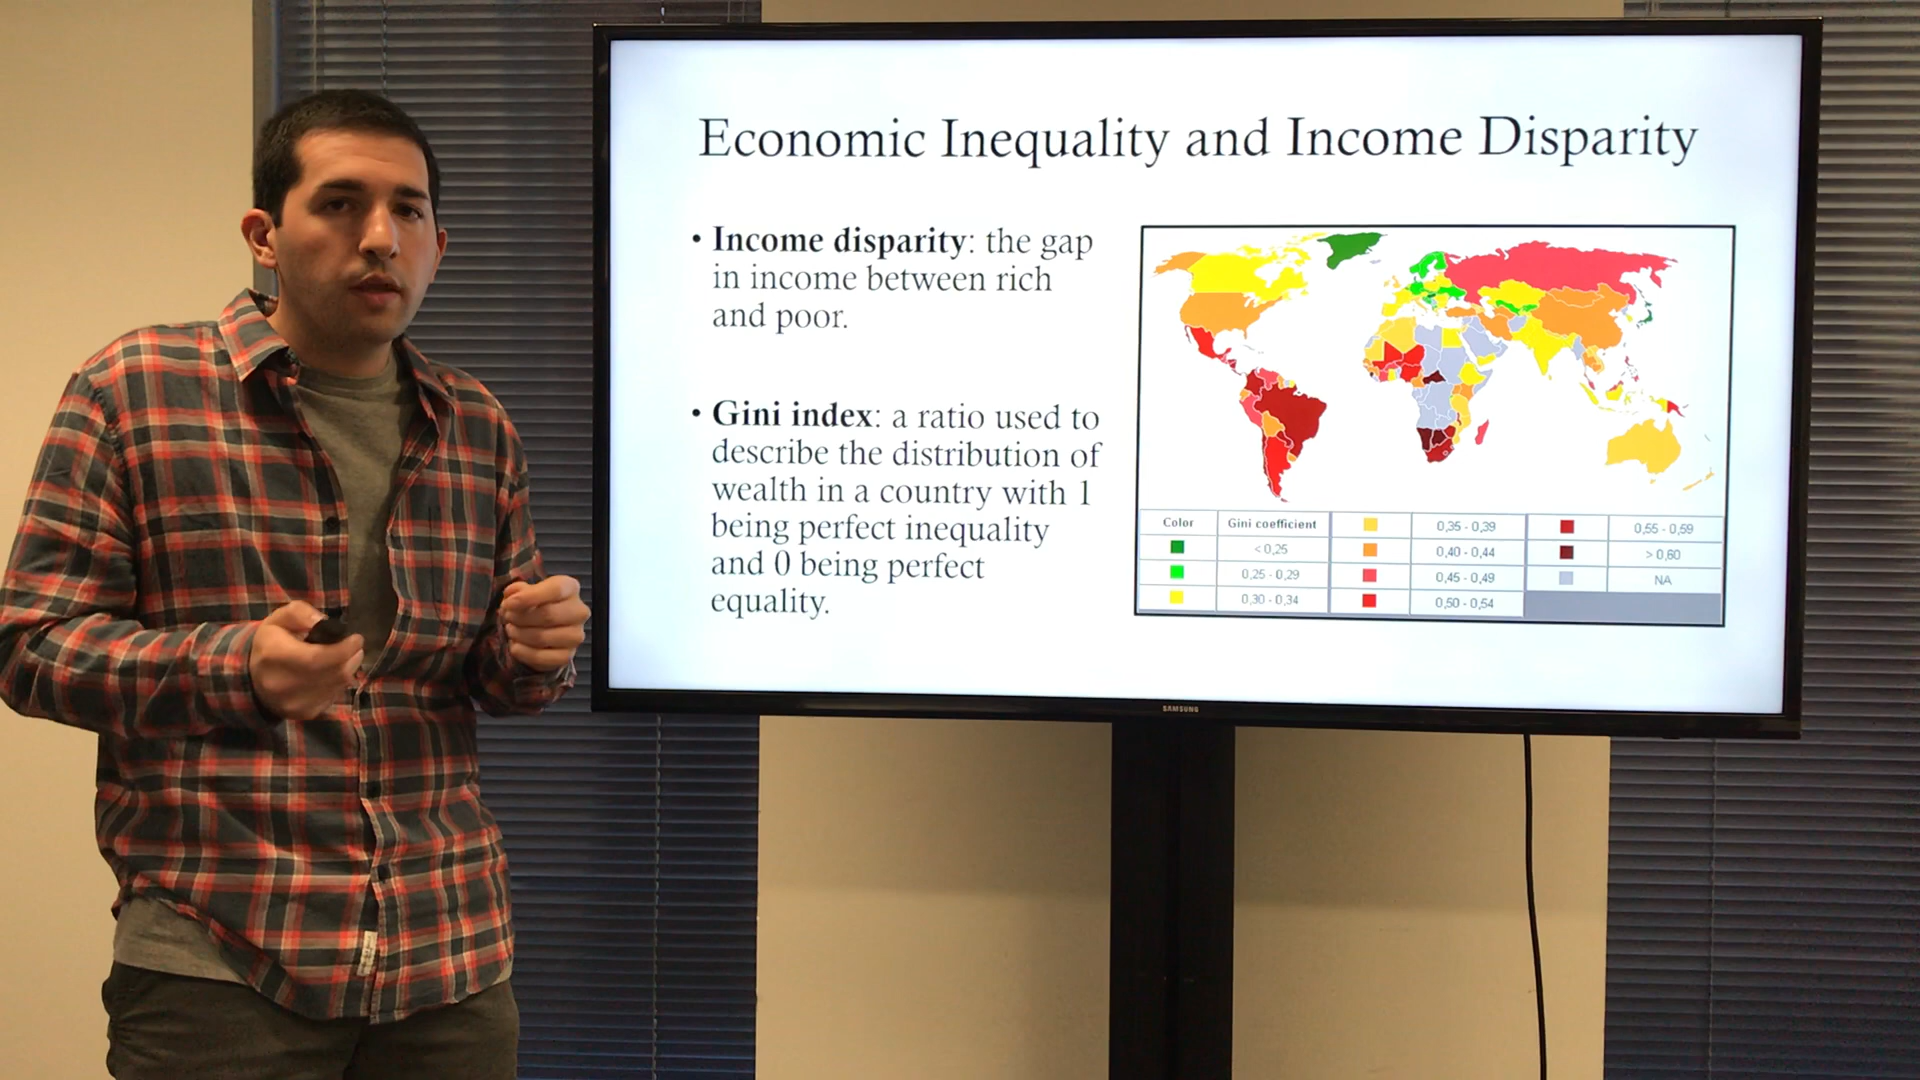 Economic Inequality and Income Disparity
• Income disparity: the gap
in income between rich
and poor.
• Gini index: a ratio used to
describe the distribution of
wealth in a country with 1
being perfect inequality
and 0 being perfect
equality.
Color Gini coefficient 0,35 - 0,39 0,55 - 0,59
<0,25 0,40 - 0,44 > 0,60
0,25 - 0,29 0,45 - 0,49 NA
0,30 - 0,34 0,50 - 0,54
SAMSUNG